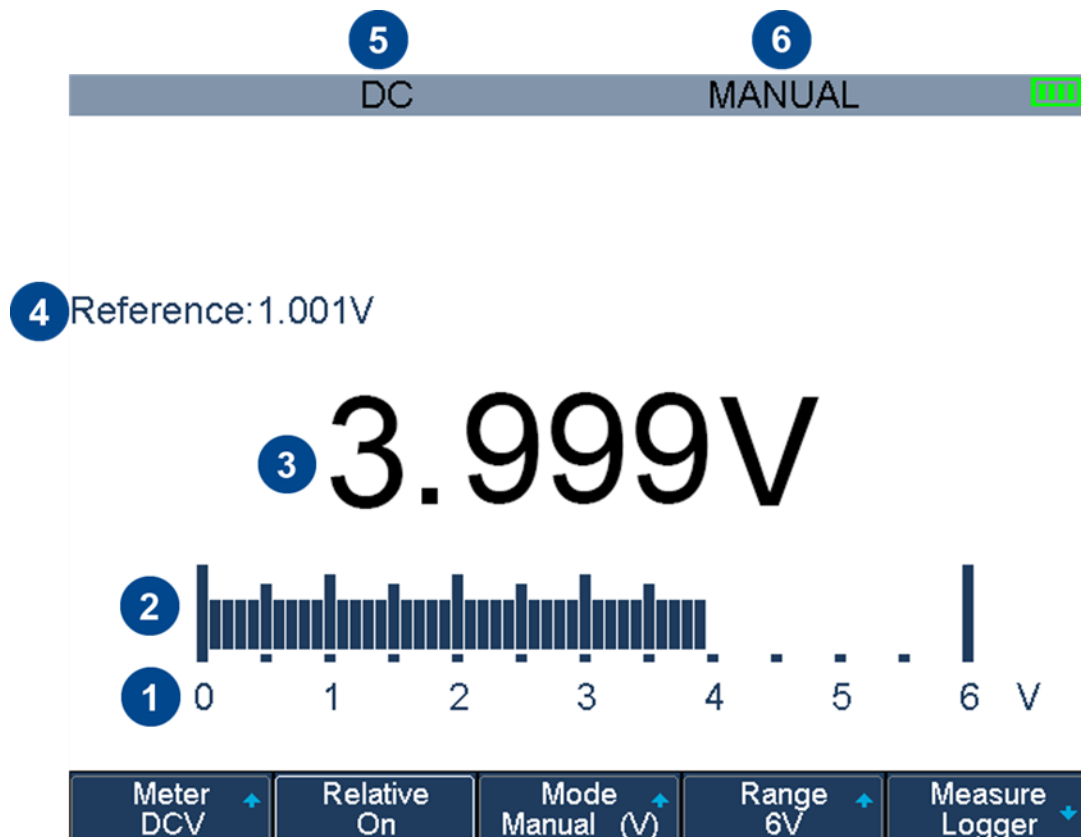 5 6
DC MANUAL
4 Reference:1.001V
3 3.999V
2
1 0 1 2 3 4 5 6 V
Meter Relative Mode Range Measure
DCV On Manual (V) 6V Logger